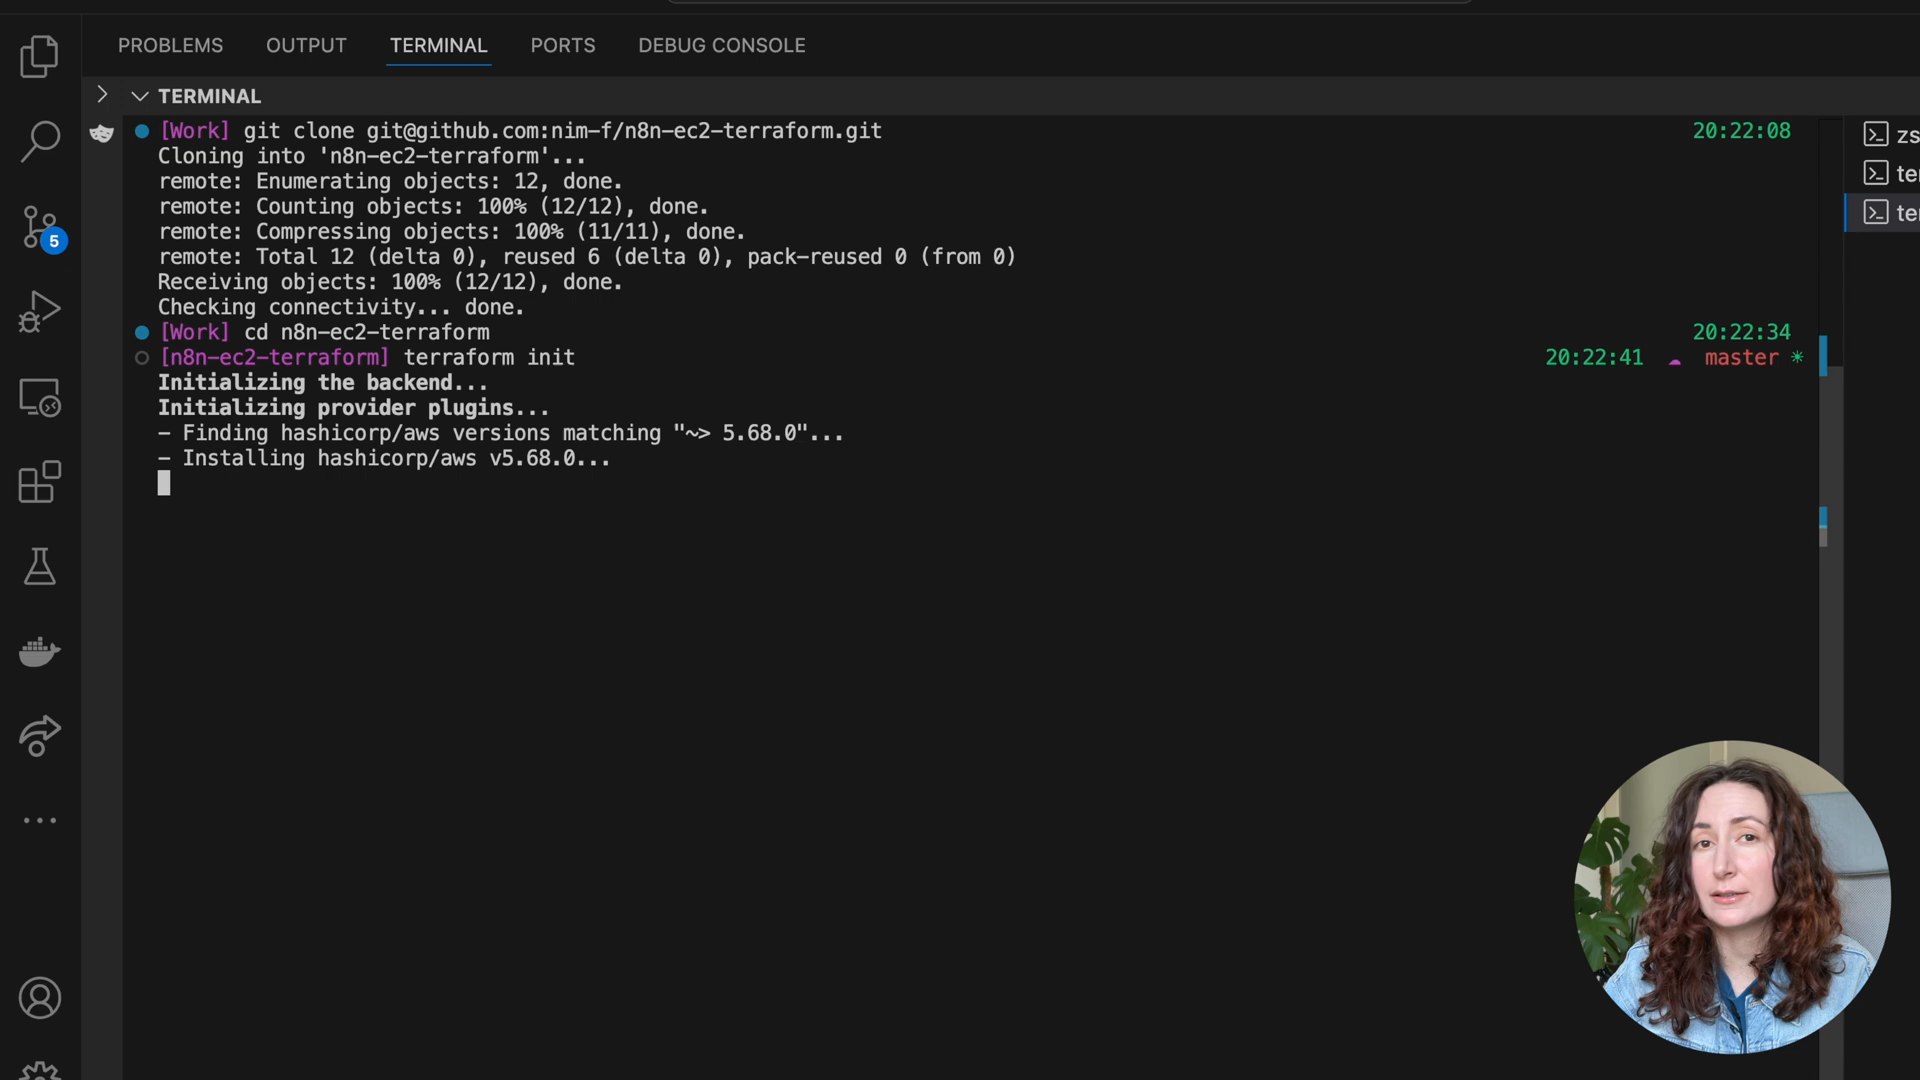 PROBLEMS OUTPUT TERMINAL PORTS DEBUG CONSOLE
TERMINAL
[Work] git clone git@github.com:nim-f/n8n-ec2-terraform.git 20:22:08
Cloning into 'n8n-ec2-terraform'...
remote: Enumerating objects: 12, done.
remote: Counting objects: 100% (12/12), done.
remote: Compressing objects: 100% (11/11), done.
remote: Total 12 (delta 0), reused 6 (delta 0), pack-reused 0 (from 0)
Receiving objects: 100% (12/12), done.
Checking connectivity... done.
[Work] cd n8n-ec2-terraform 20:22:34
[n8n-ec2-terraform] terraform init 20:22:41 master *
Initializing the backend...
Initializing provider plugins...
- Finding hashicorp/aws versions matching "~> 5.68.0"...
- Installing hashicorp/aws v5.68.0...
zs
te
te
5